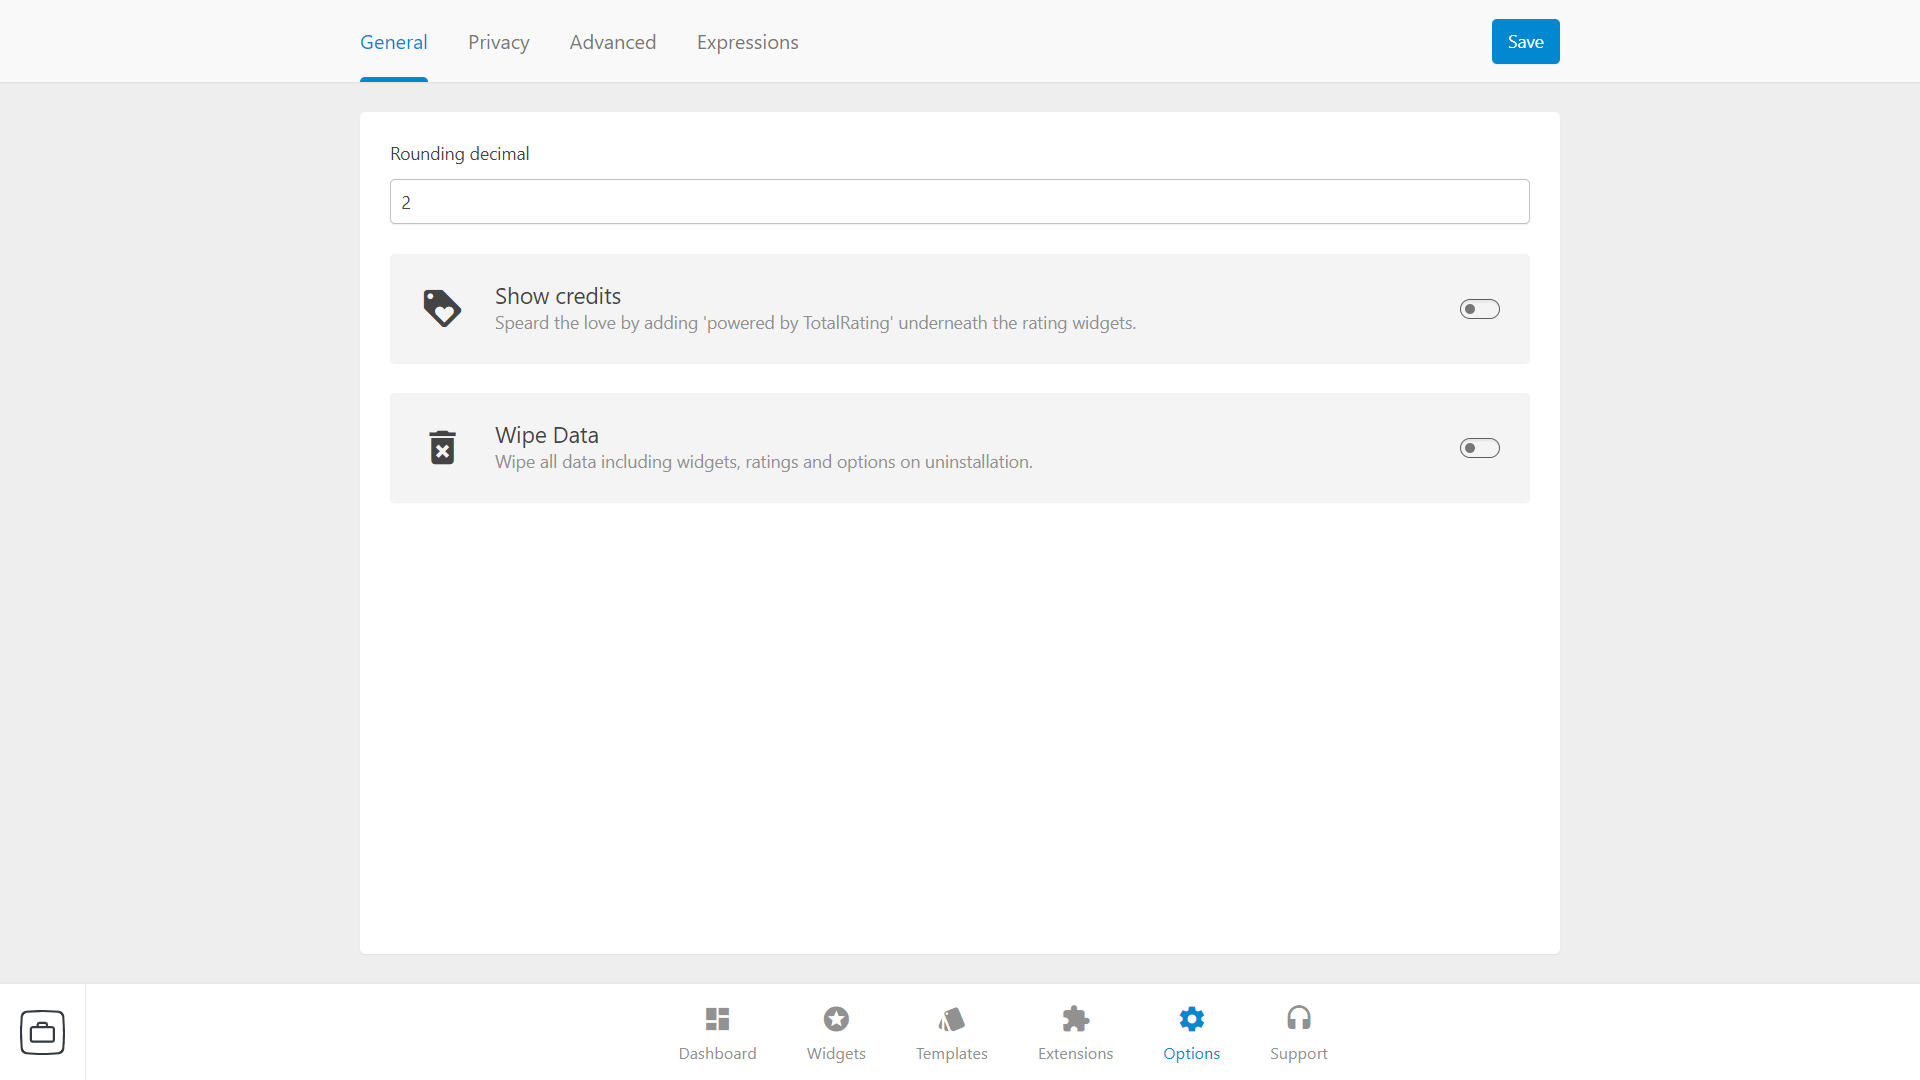 General Privacy Advanced Expressions Save
Rounding decimal
2
Show credits
Speard the love by adding 'powered by TotalRating' underneath the rating widgets.
Wipe Data
Wipe all data including widgets, ratings and options on uninstallation.
Dashboard Widgets Templates Extensions Options Support